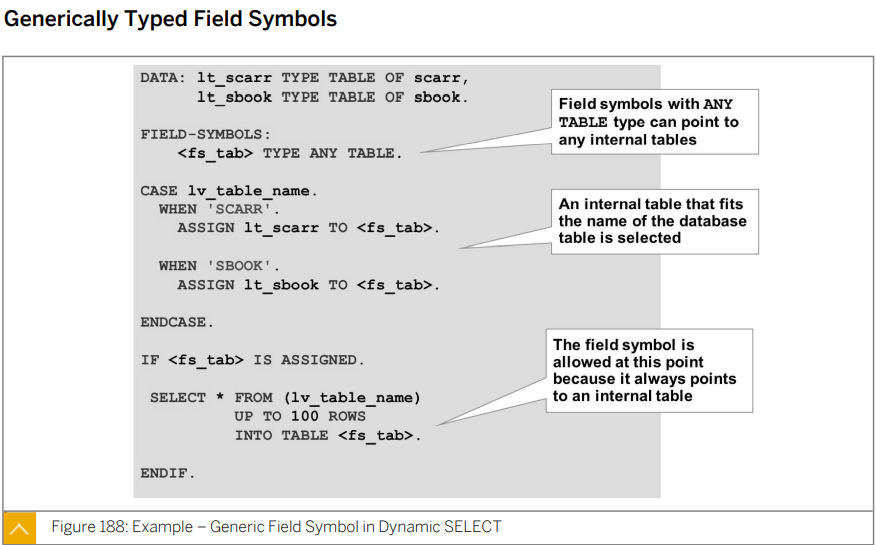 Generically Typed Field Symbols
DATA: lt_scarr TYPE TABLE OF scarr,
lt_sbook TYPE TABLE OF sbook.
Field symbols with ANY
TABLE type can point to
any internal tables
FIELD-SYMBOLS:
<fs_tab> TYPE ANY TABLE.
CASE lv_table_name.
WHEN 'SCARR'.
ASSIGN lt_scarr TO <fs_tab>.
An internal table that fits
the name of the database
table is selected
WHEN 'SBOOK'.
ASSIGN lt_sbook TO <fs_tab>.
ENDCASE.
IF <fs_tab> IS ASSIGNED.
The field symbol is
allowed at this point
because it always points
to an internal table
SELECT * FROM (lv_table_name)
UP TO 100 ROWS
INTO TABLE <fs_tab>.
ENDIF.
Figure 188: Example – Generic Field Symbol in Dynamic SELECT